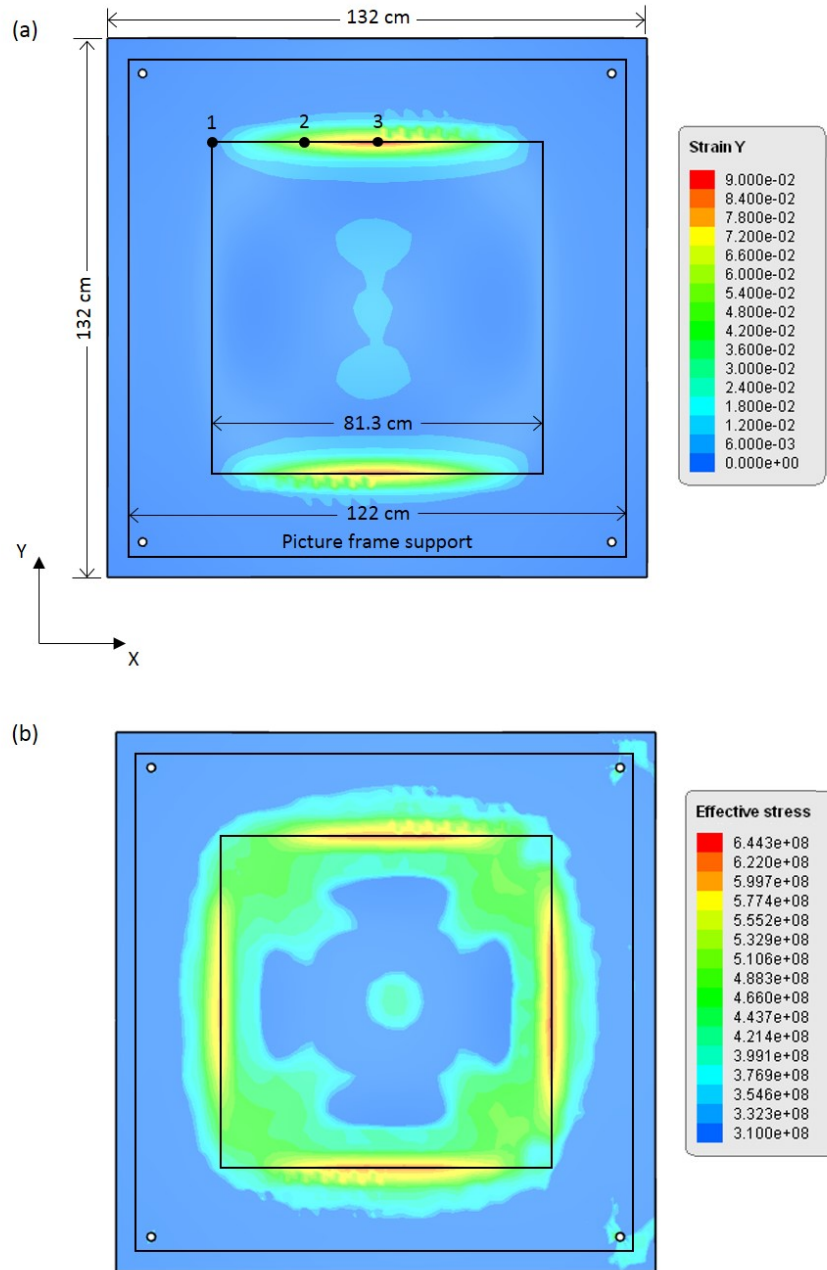 (a)
132 cm
1
2
3
132 cm
81.3 cm
122 cm
Picture frame support
Y
X
Strain Y
9.000e-02
8.400e-02
7.800e-02
7.200e-02
6.600e-02
6.000e-02
5.400e-02
4.800e-02
4.200e-02
3.600e-02
3.000e-02
2.400e-02
1.800e-02
1.200e-02
6.000e-03
0.000e+00
(b)
Effective stress
6.443e+08
6.220e+08
5.997e+08
5.774e+08
5.552e+08
5.329e+08
5.106e+08
4.883e+08
4.660e+08
4.437e+08
4.214e+08
3.991e+08
3.769e+08
3.546e+08
3.323e+08
3.100e+08